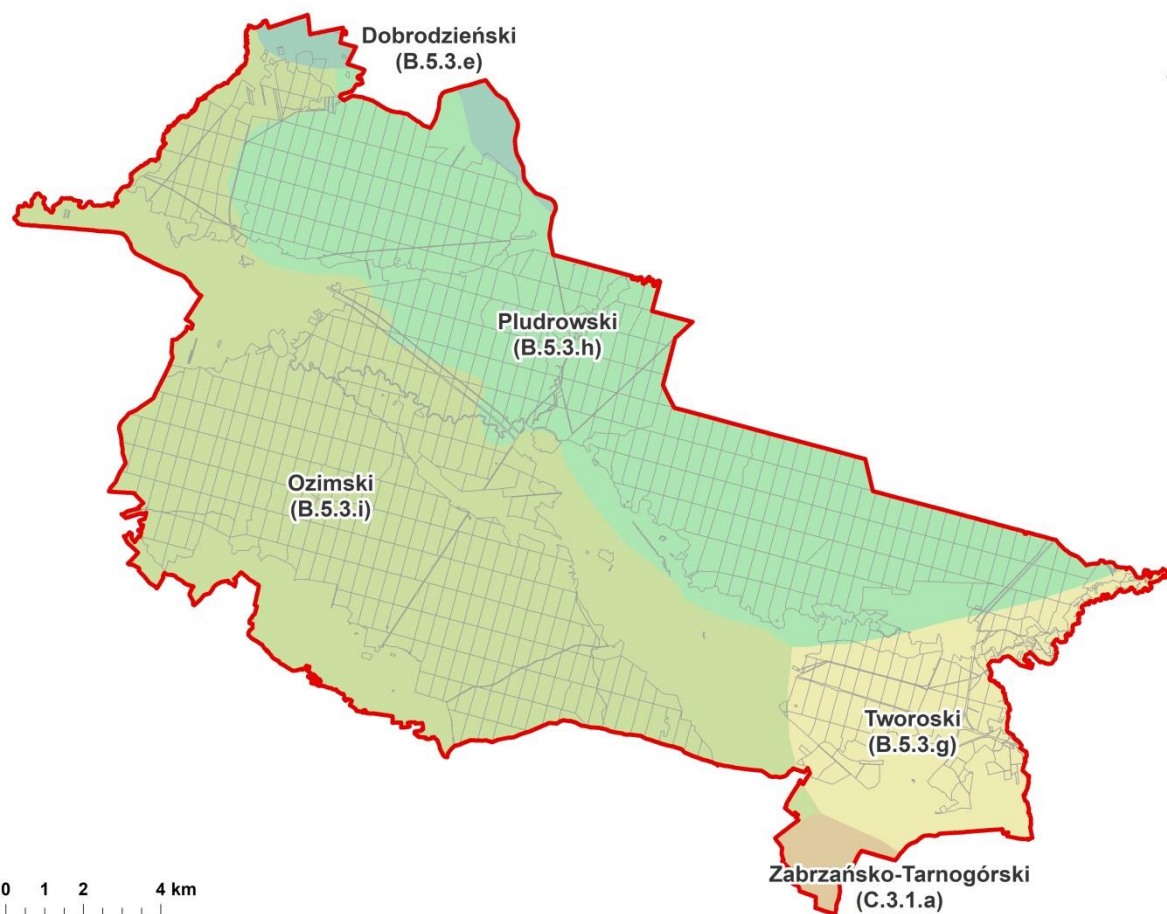 Dobrodzieński
(B.5.3.e)
Pludrowski
(B.5.3.h)
Ozimski
(B.5.3.i)
Tworoski
(B.5.3.g)
Zabrzańsko-Tarnogórski
(C.3.1.a)
0 1 2 4 km